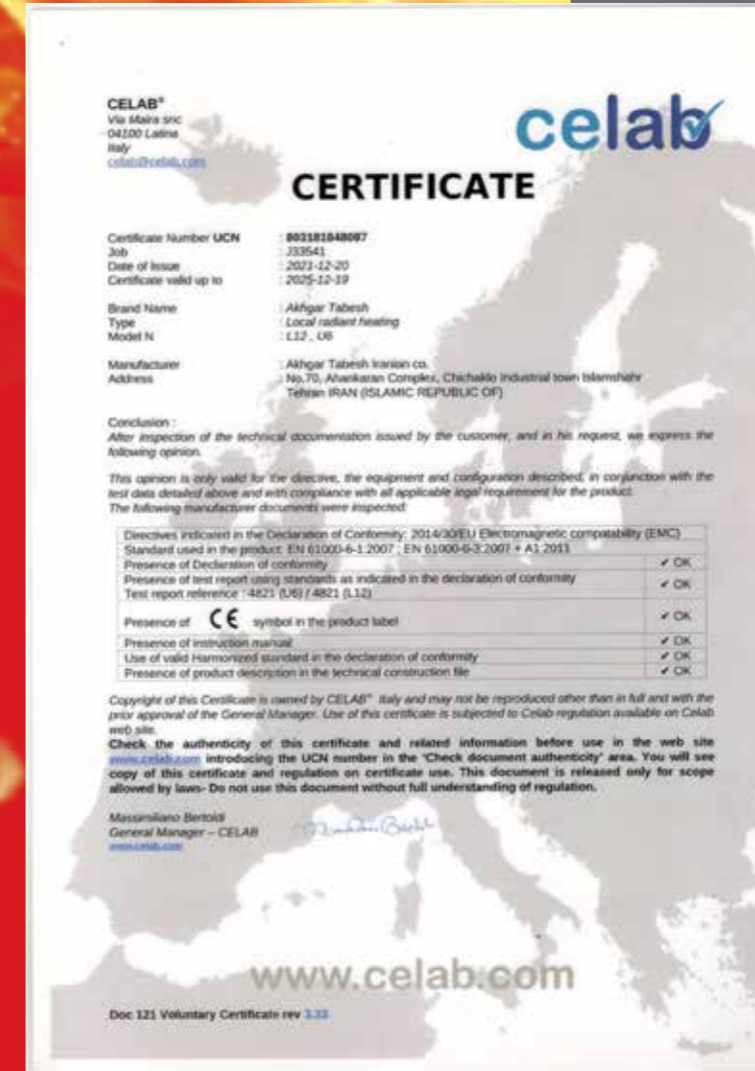 CELAB®
Via Maira snc
04100 Latina
Italy
celab@celab.com
celab
CERTIFICATE
Certificate Number UCN : 803181848087
Job : J33541
Date of Issue : 2021-12-20
Certificate valid up to : 2025-12-19
Brand Name : Akhgar Tabesh
Type : Local radiant heating
Model N : L12 , U6
Manufacturer : Akhgar Tabesh Iranian co.
Address : No.70, Ahankaran Complex, Chichaklo Industrial town Islamshahr
Tehran IRAN (ISLAMIC REPUBLIC OF)
Conclusion :
After inspection of the technical documentation issued by the customer, and in his request, we express the
following opinion.
This opinion is only valid for the directive, the equipment and configuration described, in conjunction with the
test data detailed above and with compliance with all applicable legal requirement for the product.
The following manufacturer documents were inspected:
Directives indicated in the Declaration of Conformity: 2014/30/EU Electromagnetic compatability (EMC)
Standard used in the product: EN 61000-6-1:2007 ; EN 61000-6-3:2007 + A1:2011
Presence of Declaration of conformity ✔ OK
Presence of test report using standards as indicated in the declaration of conformity
Test report reference : 4821 (U6) / 4821 (L12) ✔ OK
Presence of CE symbol in the product label ✔ OK
Presence of instruction manual ✔ OK
Use of valid Harmonized standard in the declaration of conformity ✔ OK
Presence of product description in the technical construction file ✔ OK
Copyright of this Certificate is owned by CELAB® Italy and may not be reproduced other than in full and with the
prior approval of the General Manager. Use of this certificate is subjected to Celab regulation available on Celab
web site.
Check the authenticity of this certificate and related information before use in the web site
www.celab.com introducing the UCN number in the 'Check document authenticity' area. You will see
copy of this certificate and regulation on certificate use. This document is released only for scope
allowed by laws- Do not use this document without full understanding of regulation.
Massimiliano Bertoldi
General Manager – CELAB
www.celab.com
www.celab.com
Doc 121 Voluntary Certificate rev 3.33